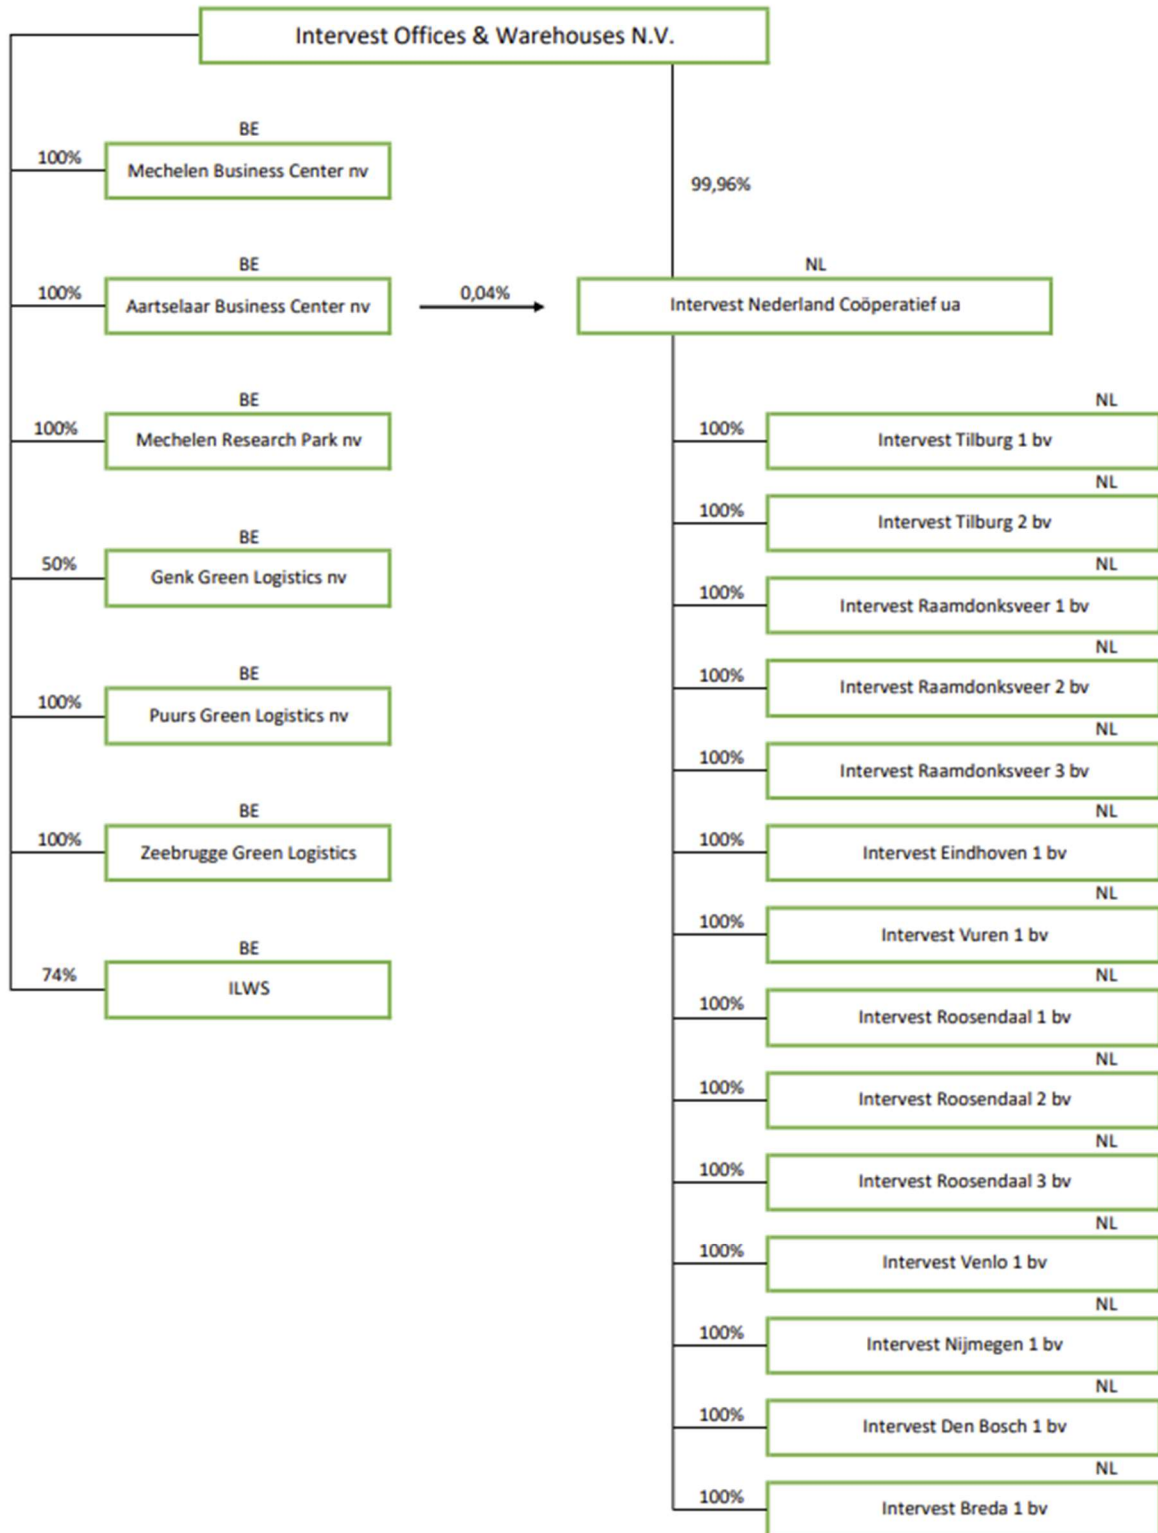 Intervest Offices & Warehouses N.V.
BE
100%
Mechelen Business Center nv
99,96%
BE
NL
100%
Aartselaar Business Center nv
0,04%
Intervest Nederland Coöperatief ua
BE
NL
100%
Mechelen Research Park nv
100%
Intervest Tilburg 1 bv
NL
100%
Intervest Tilburg 2 bv
BE
NL
50%
Genk Green Logistics nv
100%
Intervest Raamdonksveer 1 bv
NL
BE
100%
Intervest Raamdonksveer 2 bv
100%
Puurs Green Logistics nv
NL
100%
Intervest Raamdonksveer 3 bv
BE
NL
100%
Zeebrugge Green Logistics
100%
Intervest Eindhoven 1 bv
NL
100%
Intervest Vuren 1 bv
BE
NL
74%
ILWS
100%
Intervest Roosendaal 1 bv
NL
100%
Intervest Roosendaal 2 bv
NL
100%
Intervest Roosendaal 3 bv
NL
100%
Intervest Venlo 1 bv
NL
100%
Intervest Nijmegen 1 bv
NL
100%
Intervest Den Bosch 1 bv
NL
100%
Intervest Breda 1 bv